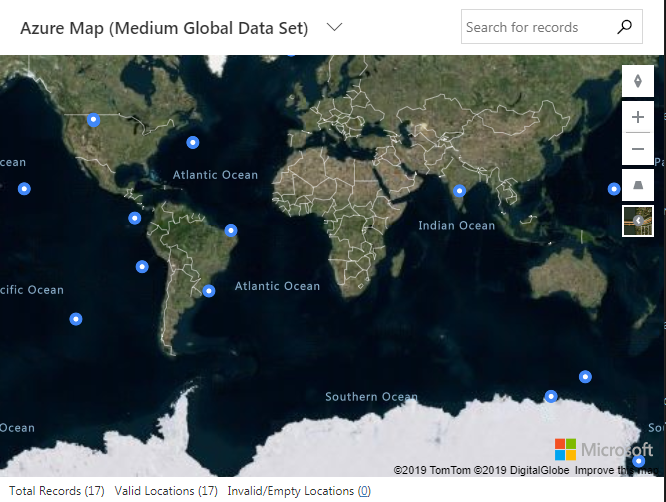 Azure Map (Medium Global Data Set)
Search for records
cean
Atlantic Ocean
Indian Ocean
cific Ocean
Atlantic Ocean
Southern Ocean
Ocean
Sou
Pa
Microsoft
©2019 TomTom ©2019 DigitalGlobe Improve this map
Total Records (17) Valid Locations (17) Invalid/Empty Locations (0)